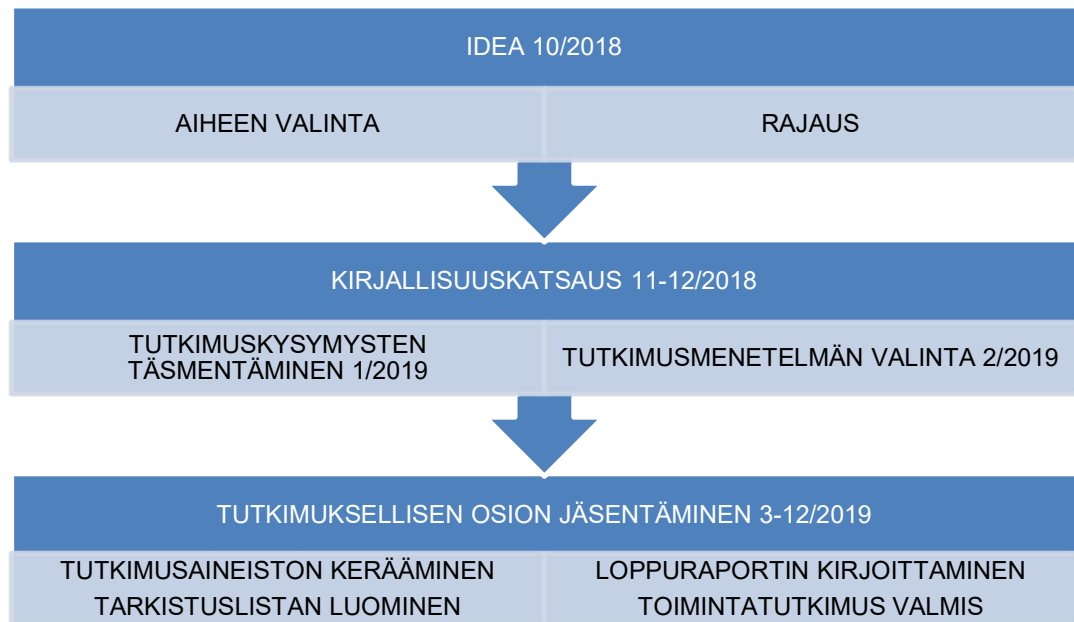 IDEA 10/2018
AIHEEN VALINTA
RAJAUS
KIRJALLISUUSKATSAUS 11-12/2018
TUTKIMUSKYSYMYSTEN
TÄSMENTÄMINEN 1/2019
TUTKIMUSMENETELMÄN VALINTA 2/2019
TUTKIMUKSELLISEN OSION JÄSENTÄMINEN 3-12/2019
TUTKIMUSAINEISTON KERÄÄMINEN
TARKISTUSLISTAN LUOMINEN
LOPPURAPORTIN KIRJOITTAMINEN
TOIMINTATUTKIMUS VALMIS